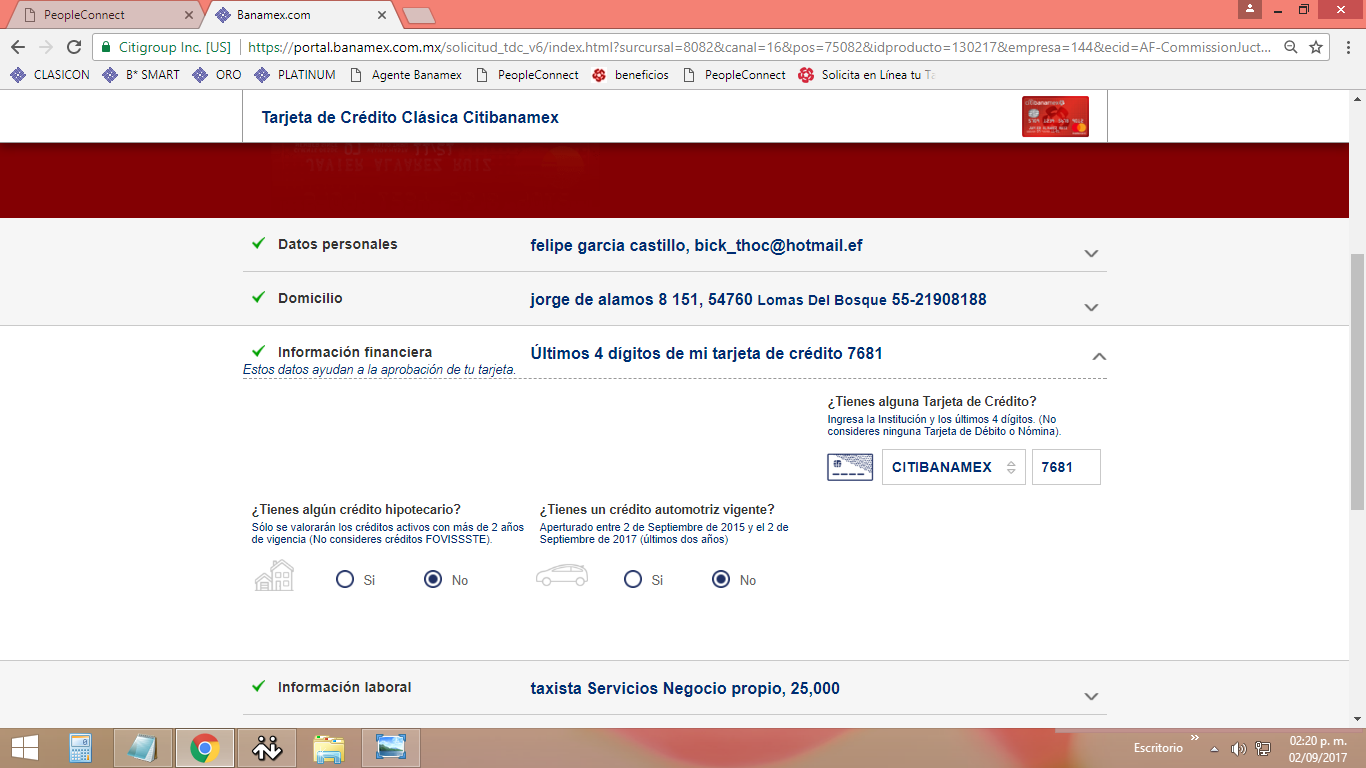 PeopleConnect
Banamex.com
Citigroup Inc. [US]
https://portal.banamex.com.mx/solicitud_tdc_v6/index.html?surcursal=8082&canal=16&pos=75082&idproducto=130217&empresa=144&ecid=AF-CommissionJuct...
CLASICON B* SMART ORO PLATINUM Agente Banamex PeopleConnect beneficios PeopleConnect Solicita en Línea tu
Tarjeta de Crédito Clásica Citibanamex
citibanamex
JAVIER ALVAREZ RUIZ
Datos personales felipe garcia castillo, bick_thoc@hotmail.ef
Domicilio jorge de alamos 8 151, 54760 Lomas Del Bosque 55-21908188
Información financiera Últimos 4 dígitos de mi tarjeta de crédito 7681
Estos datos ayudan a la aprobación de tu tarjeta.
¿Tienes alguna Tarjeta de Crédito?
Ingresa la Institución y los últimos 4 dígitos. (No
consideres ninguna Tarjeta de Débito o Nómina).
CITIBANAMEX 7681
¿Tienes algún crédito hipotecario?
Sólo se valorarán los créditos activos con más de 2 años
de vigencia (No consideres créditos FOVISSSTE).
Si No
¿Tienes un crédito automotriz vigente?
Aperturado entre 2 de Septiembre de 2015 y el 2 de
Septiembre de 2017 (últimos dos años)
Si No
Información laboral taxista Servicios Negocio propio, 25,000
Escritorio
02:20 p. m.
02/09/2017